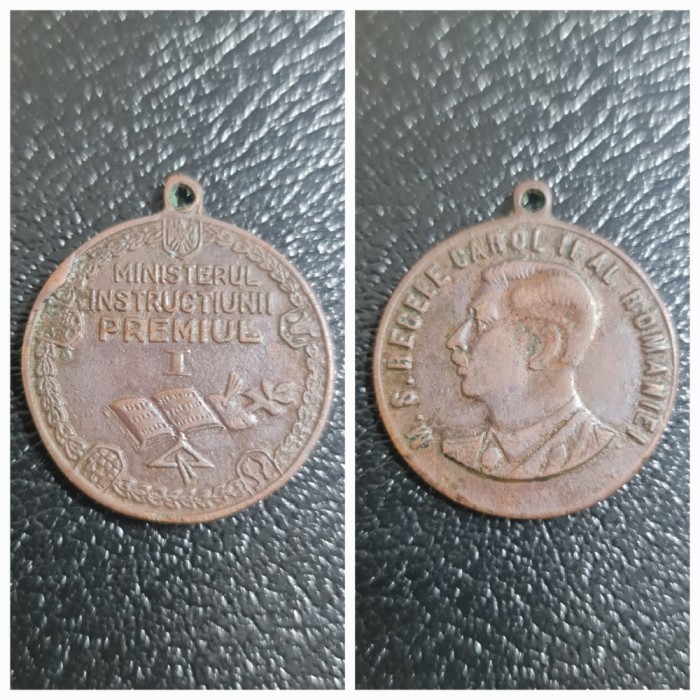 MINISTERUL
INSTRUCTIUNII
PREMIUL
I
M. S. REGELE CAROL II AL ROMANIEI